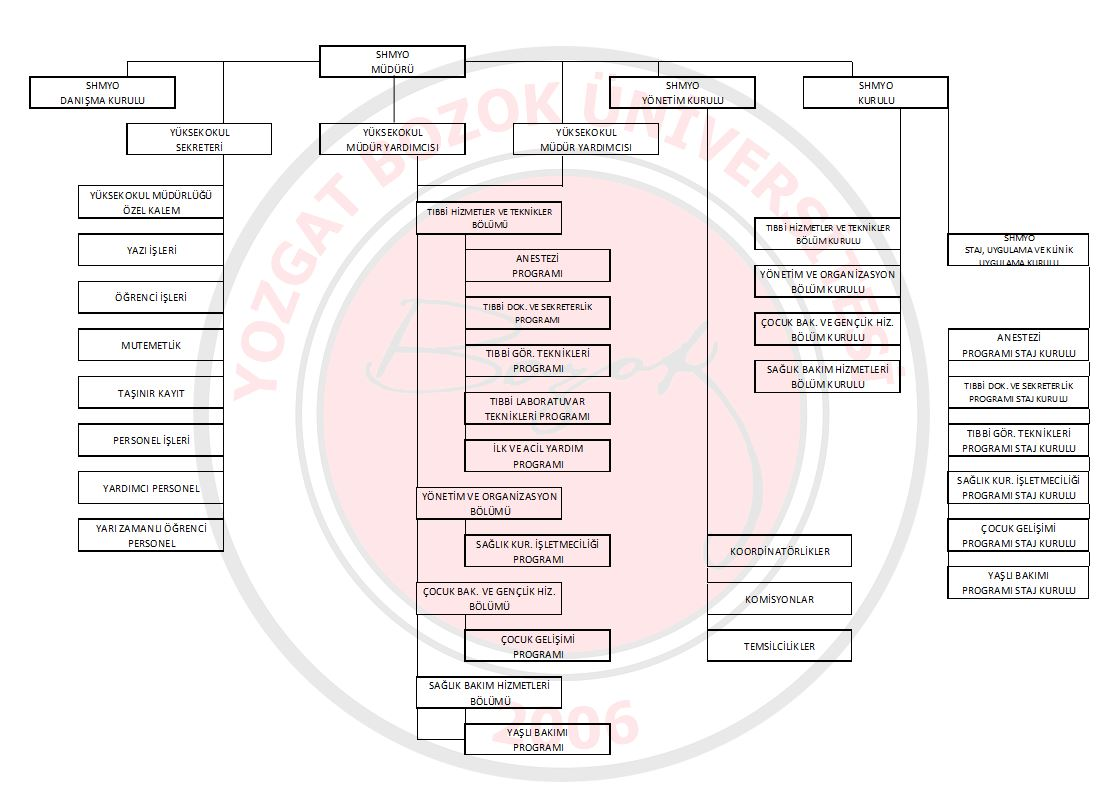 SHMYO
MÜDÜRÜ
SHMYO
DANIŞMA KURULU
SHMYO
YÖNETİM KURULU
SHMYO
KURULU
YÜKSEKOKUL
SEKRETERİ
YÜKSEKOKUL
MÜDÜR YARDIMCISI
YÜKSEKOKUL
MÜDÜR YARDIMCISI
YÜKSEKOKUL MÜDÜRLÜĞÜ
ÖZEL KALEM
YAZI İŞLERİ
ÖĞRENCİ İŞLERİ
MUTEMETLİK
TAŞINIR KAYIT
PERSONEL İŞLERİ
YARDIMCI PERSONEL
YARI ZAMANLI ÖĞRENCİ
PERSONEL
TIBBİ HİZMETLER VE TEKNİKLER
BÖLÜMÜ
ANESTEZİ
PROGRAMI
TIBBİ DOK. VE SEKRETERLİK
PROGRAMI
TIBBİ GÖR. TEKNİKLERİ
PROGRAMI
TIBBİ LABORATUVAR
TEKNİKLERİ PROGRAMI
İLK VE ACİL YARDIM
PROGRAMI
YÖNETİM VE ORGANİZASYON
BÖLÜMÜ
SAĞLIK KUR. İŞLETMECİLİĞİ
PROGRAMI
ÇOCUK BAK. VE GENÇLİK HİZ.
BÖLÜMÜ
ÇOCUK GELİŞİMİ
PROGRAMI
SAĞLIK BAKIM HİZMETLERİ
BÖLÜMÜ
YAŞLI BAKIMI
PROGRAMI
KOORDİNATÖRLİKLER
KOMİSYONLAR
TEMSİLCİLİKLER
TIBBİ HİZMETLER VE TEKNİKLER
BÖLÜM KURULU
YÖNETİM VE ORGANİZASYON
BÖLÜM KURULU
ÇOCUK BAK. VE GENÇLİK HİZ.
BÖLÜM KURULU
SAĞLIK BAKIM HİZMETLERİ
BÖLÜM KURULU
SHMYO
STAJ, UYGULAMA VE KLİNİK
UYGULAMA KURULU
ANESTEZİ
PROGRAMI STAJ KURULU
TIBBİ DOK. VE SEKRETERLİK
PROGRAMI STAJ KURULU
TIBBİ GÖR. TEKNİKLERİ
PROGRAMI STAJ KURULU
SAĞLIK KUR. İŞLETMECİLİĞİ
PROGRAMI STAJ KURULU
ÇOCUK GELİŞİMİ
PROGRAMI STAJ KURULU
YAŞLI BAKIMI
PROGRAMI STAJ KURULU
YOZGAT BOZOK ÜNİVERSİTESİ
Bozok
2006